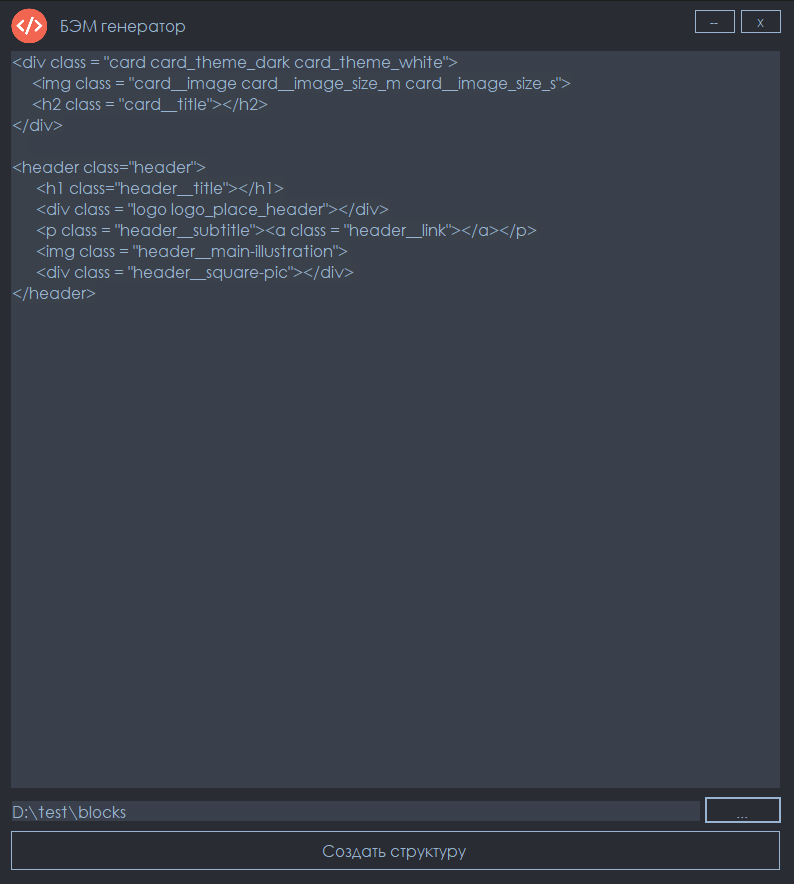 </>
БЭМ генератор
--
x
<div class = "card card_theme_dark card_theme_white">
<img class = "card__image card__image_size_m card__image_size_s">
<h2 class = "card__title"></h2>
</div>
<header class="header">
<h1 class="header__title"></h1>
<div class = "logo logo_place_header"></div>
<p class = "header__subtitle"><a class = "header__link"></a></p>
<img class = "header__main-illustration">
<div class = "header__square-pic"></div>
</header>
D:\test\blocks
...
Создать структуру